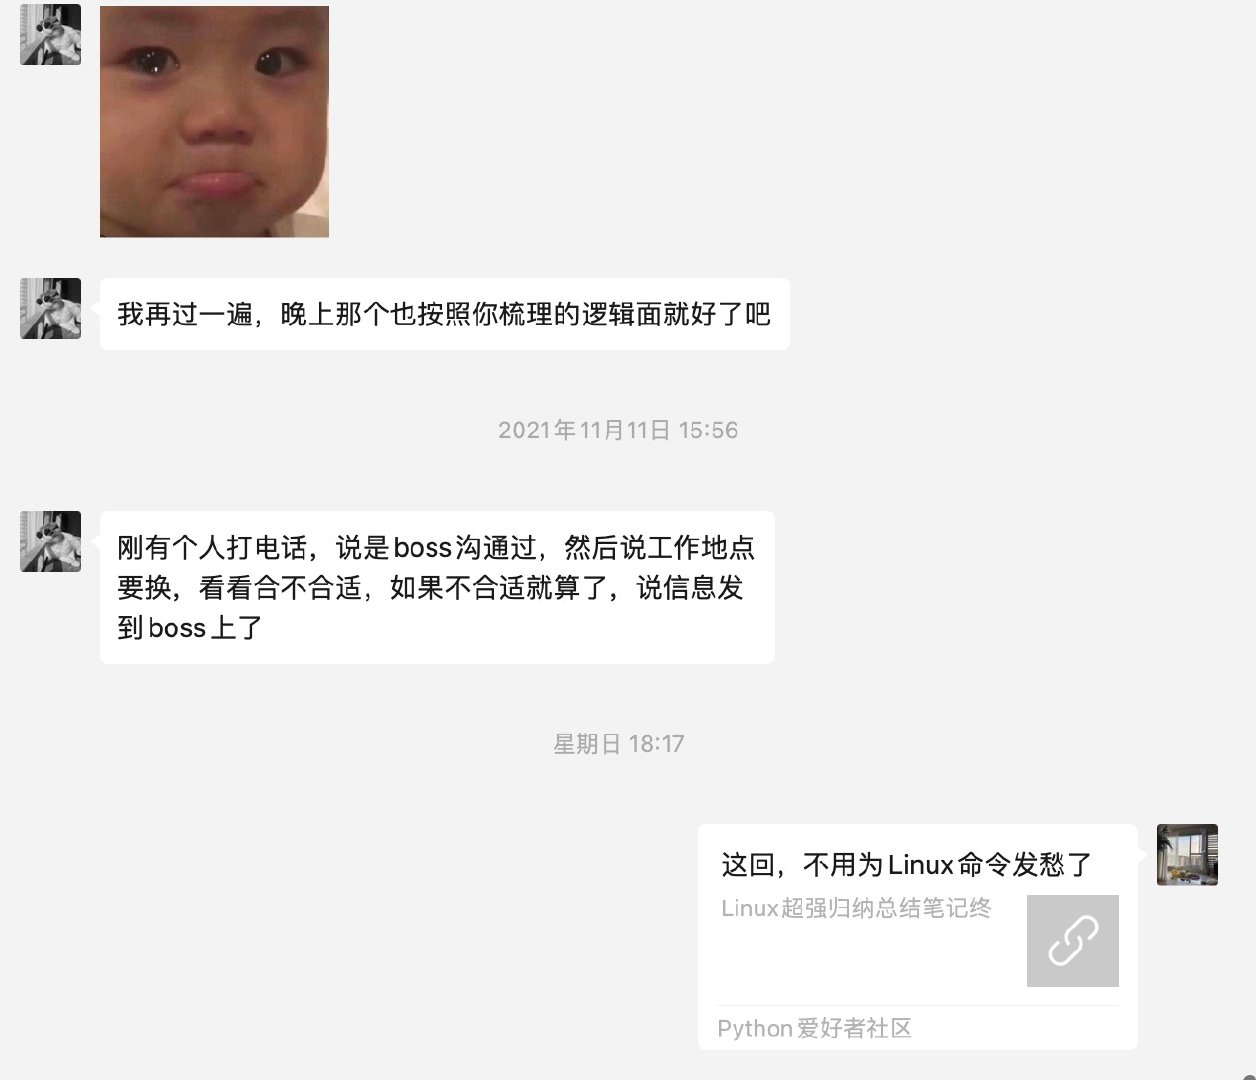 我再过一遍，晚上那个也按照你梳理的逻辑面就好了吧
2021年11月11日 15:56
刚有个人打电话，说是boss沟通过，然后说工作地点
要换，看看合不合适，如果不合适就算了，说信息发
到boss上了
星期日 18:17
这回，不用为Linux命令发愁了
Linux超强归纳总结笔记终
Python爱好者社区